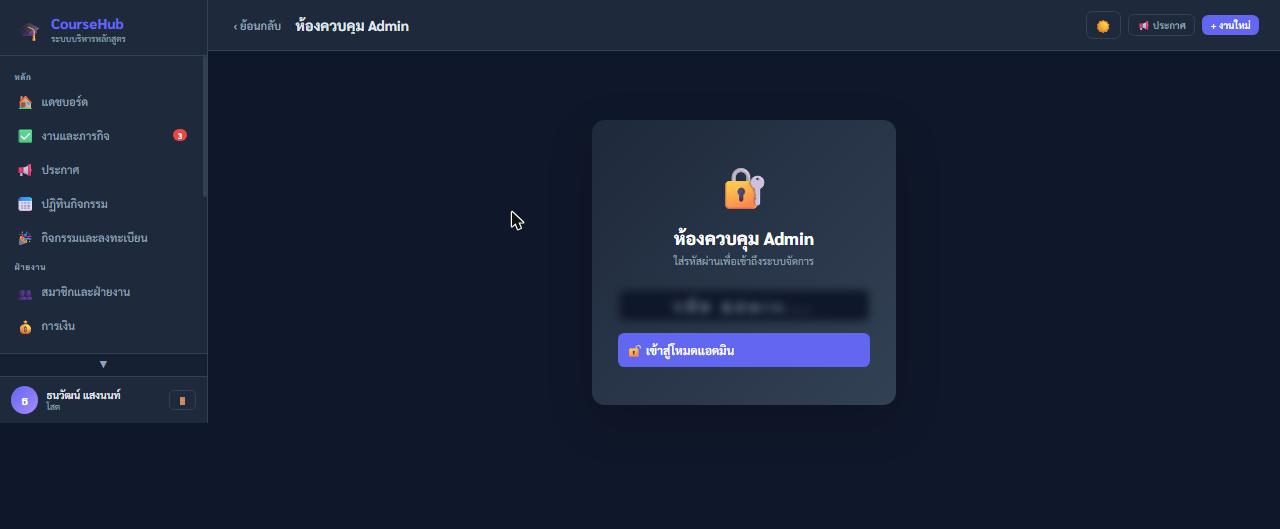 CourseHub
ระบบบริหารหลักสูตร
‹ ย้อนกลับ
ห้องควบคุม Admin
ประกาศ
+ งานใหม่
หลัก
แดชบอร์ด
งานและภารกิจ 3
ประกาศ
ปฏิทินกิจกรรม
กิจกรรมและลงทะเบียน
ฝ่ายงาน
สมาชิกและฝ่ายงาน
การเงิน
▼
ธ
ธนวัฒน์ แสงนนท์
โสต
ห้องควบคุม Admin
ใส่รหัสผ่านเพื่อเข้าถึงระบบจัดการ
เข้าสู่โหมดแอดมิน